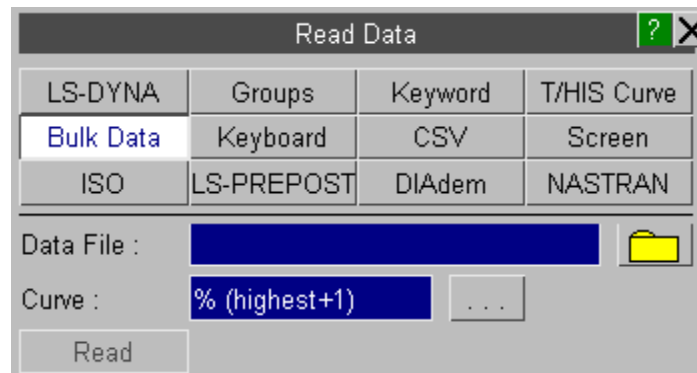 Read Data ? X
LS-DYNA Groups Keyword T/HIS Curve
Bulk Data Keyboard CSV Screen
ISO LS-PREPOST DIAdem NASTRAN
Data File :
Curve : % (highest+1) . . .
Read